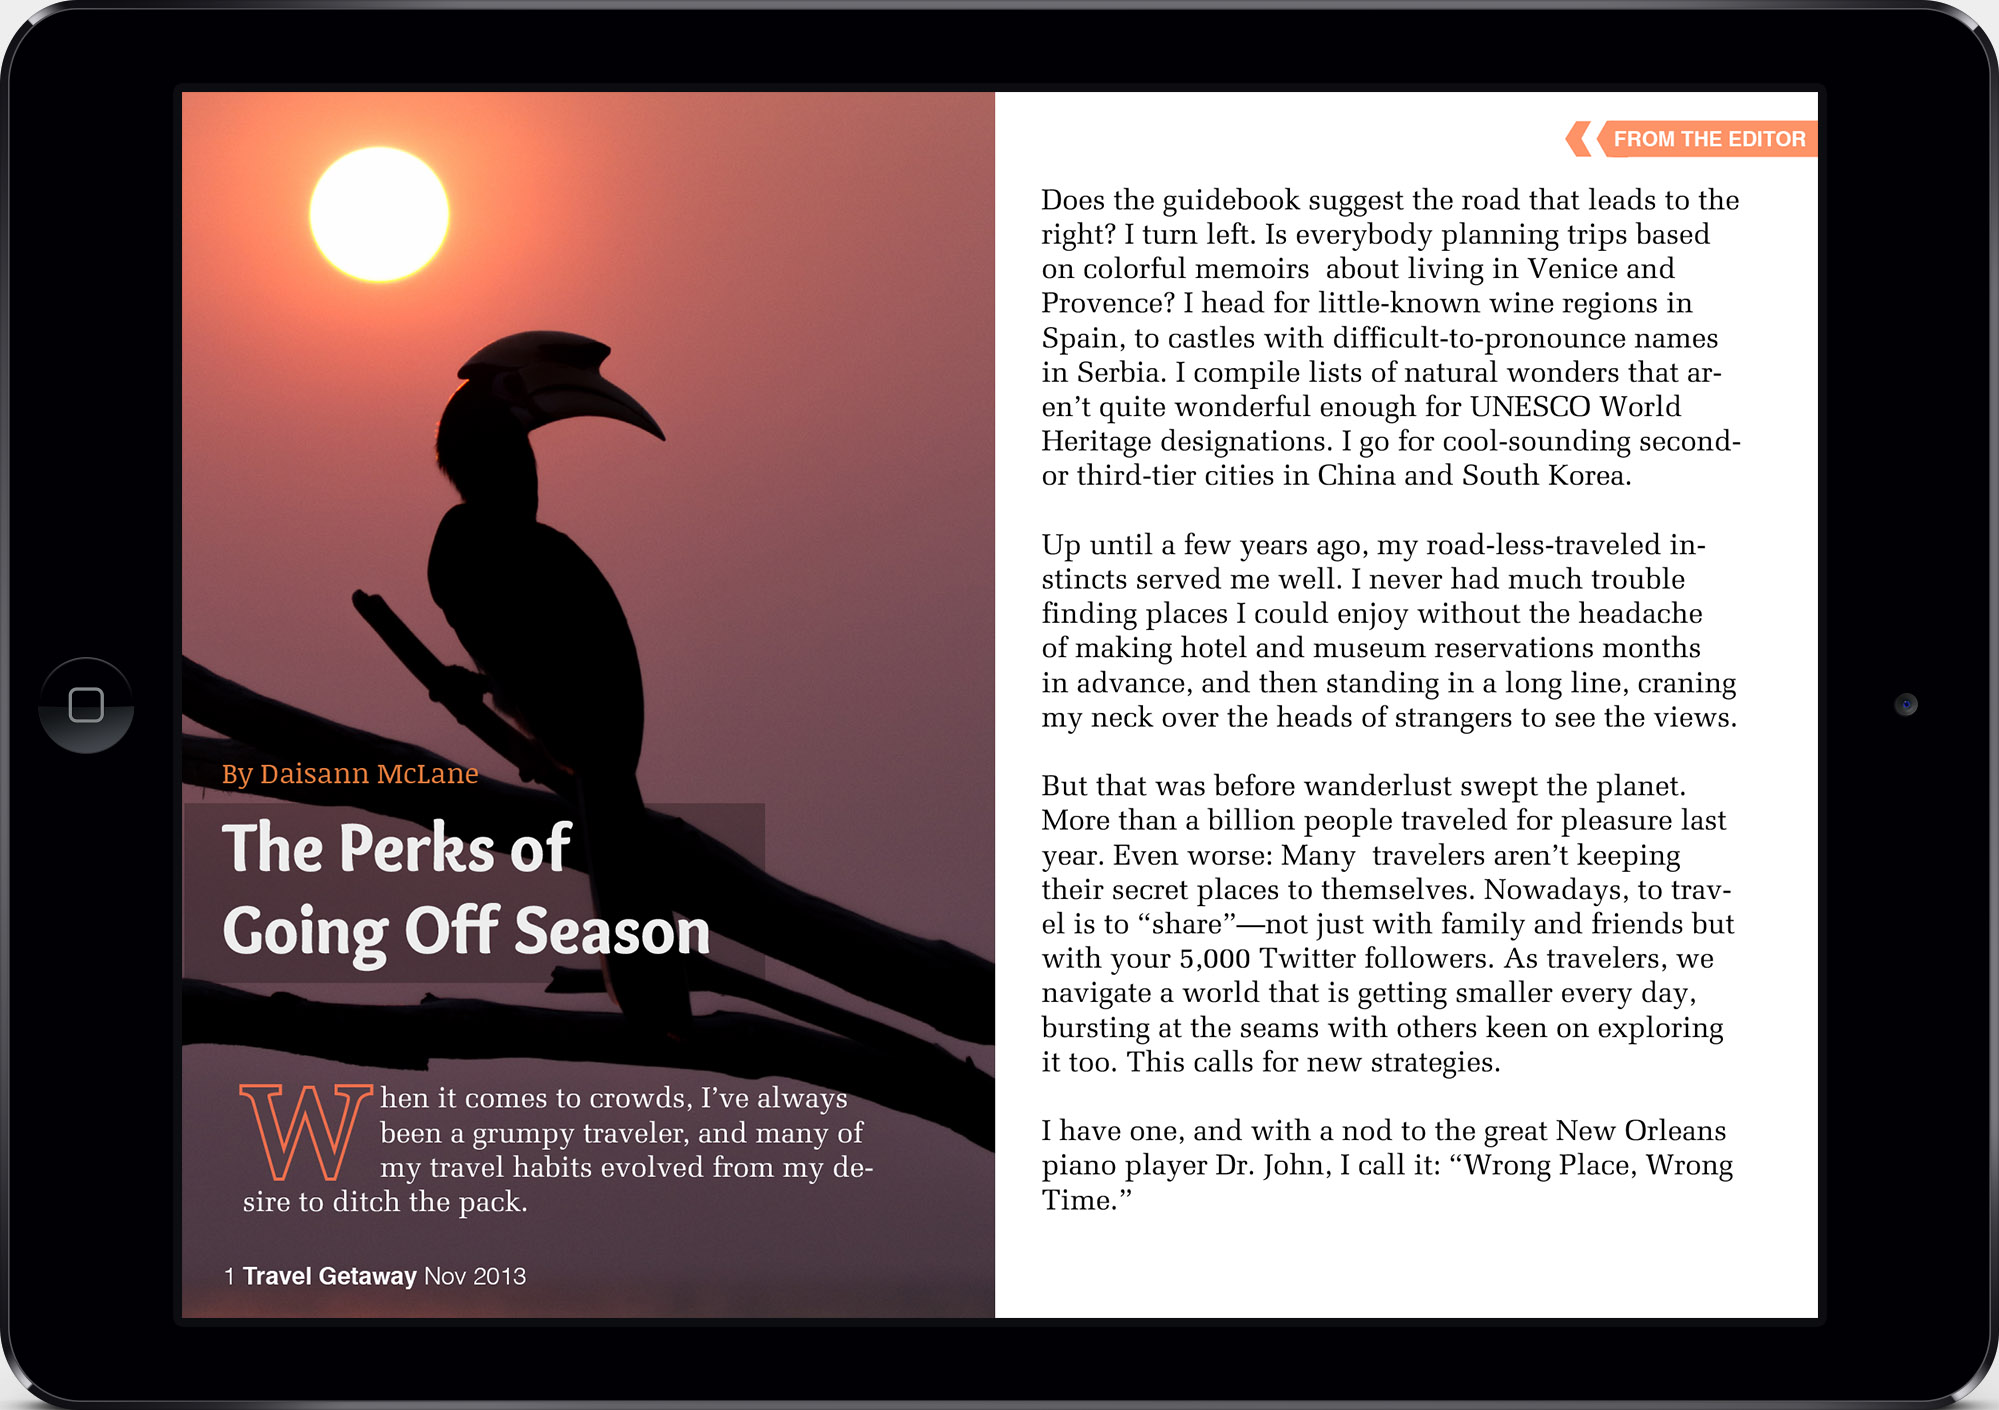 By Daisann McLane
The Perks of
Going Off Season
When it comes to crowds, I’ve always
been a grumpy traveler, and many of
my travel habits evolved from my de-
sire to ditch the pack.
1 Travel Getaway Nov 2013
FROM THE EDITOR
Does the guidebook suggest the road that leads to the
right? I turn left. Is everybody planning trips based
on colorful memoirs  about living in Venice and
Provence? I head for little-known wine regions in
Spain, to castles with difficult-to-pronounce names
in Serbia. I compile lists of natural wonders that ar-
en’t quite wonderful enough for UNESCO World
Heritage designations. I go for cool-sounding second-
or third-tier cities in China and South Korea.
Up until a few years ago, my road-less-traveled in-
stincts served me well. I never had much trouble
finding places I could enjoy without the headache
of making hotel and museum reservations months
in advance, and then standing in a long line, craning
my neck over the heads of strangers to see the views.
But that was before wanderlust swept the planet.
More than a billion people traveled for pleasure last
year. Even worse: Many  travelers aren’t keeping
their secret places to themselves. Nowadays, to trav-
el is to “share”—not just with family and friends but
with your 5,000 Twitter followers. As travelers, we
navigate a world that is getting smaller every day,
bursting at the seams with others keen on exploring
it too. This calls for new strategies.
I have one, and with a nod to the great New Orleans
piano player Dr. John, I call it: “Wrong Place, Wrong
Time.”